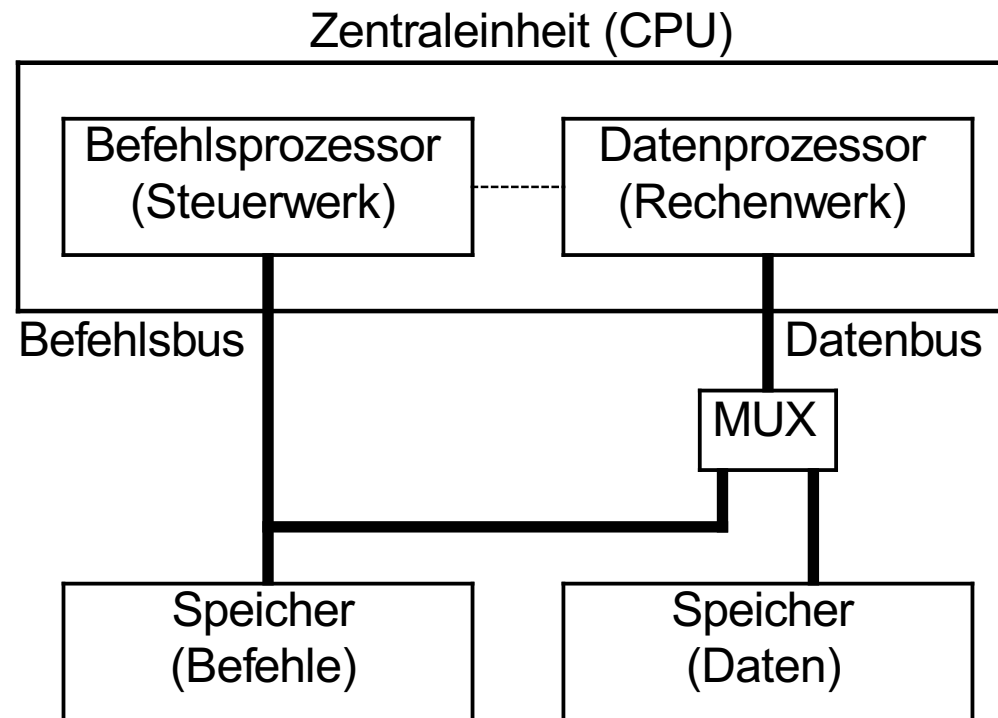 Zentraleinheit (CPU)
Befehlsprozessor
(Steuerwerk)
Datenprozessor
(Rechenwerk)
Befehlsbus
Datenbus
MUX
Speicher
(Befehle)
Speicher
(Daten)